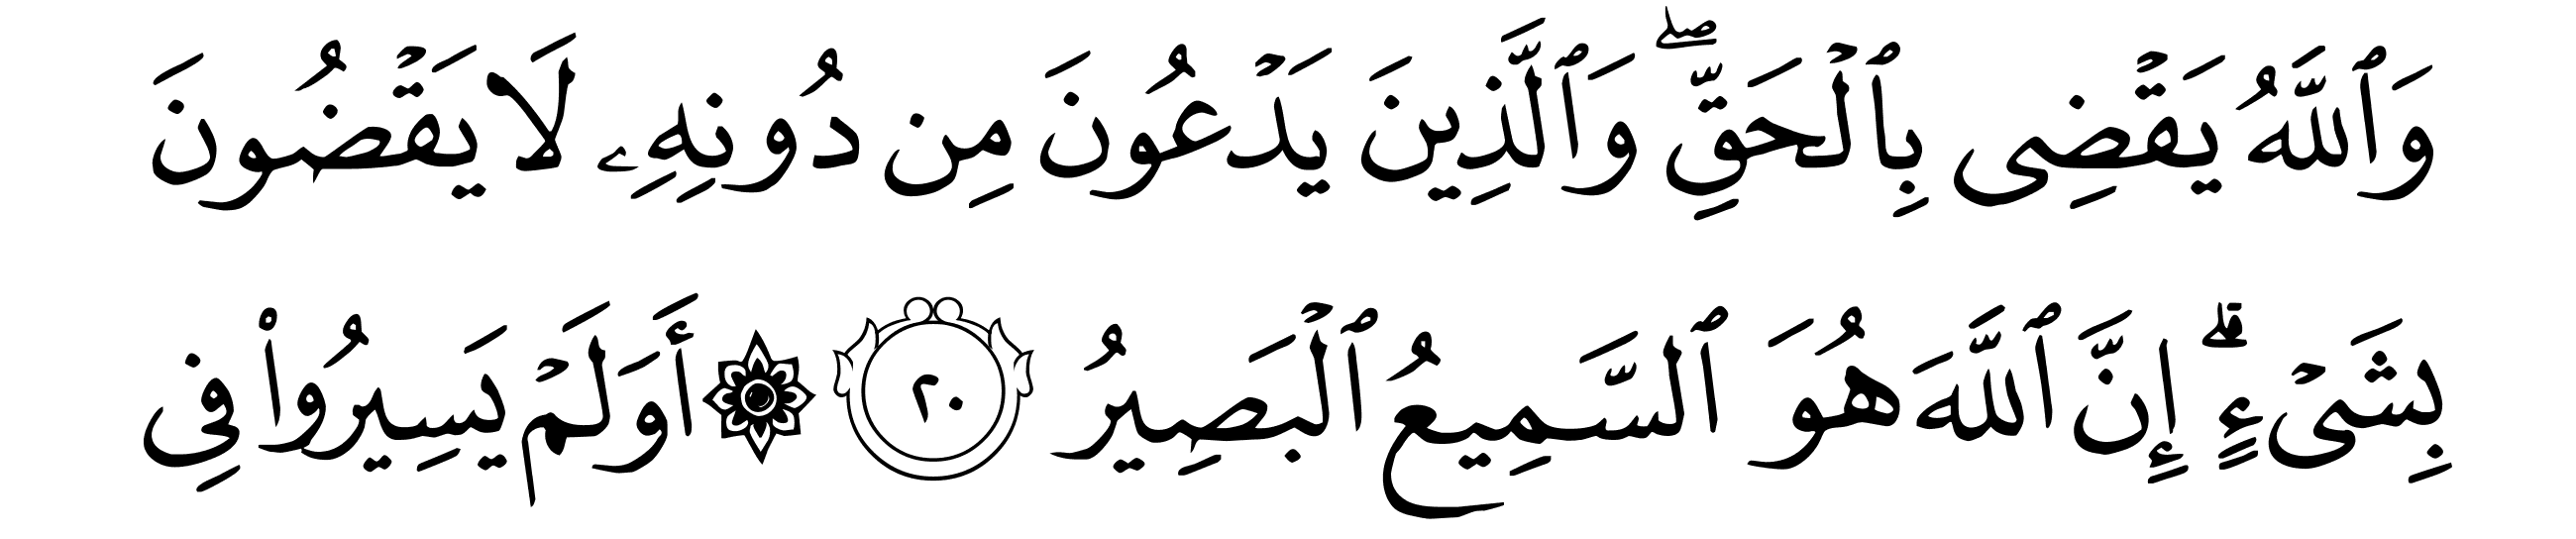 وَٱللَّهُ يَقۡضِى بِٱلۡحَقِّۖ وَٱلَّذِينَ يَدۡعُونَ مِن دُونِهِۦ لَا يَقۡضُونَ
بِشَىۡءٍۗ إِنَّ ٱللَّهَ هُوَ ٱلسَّمِيعُ ٱلۡبَصِيرُ ٢٠ ۞ أَوَلَمۡ يَسِيرُوا۟ فِى